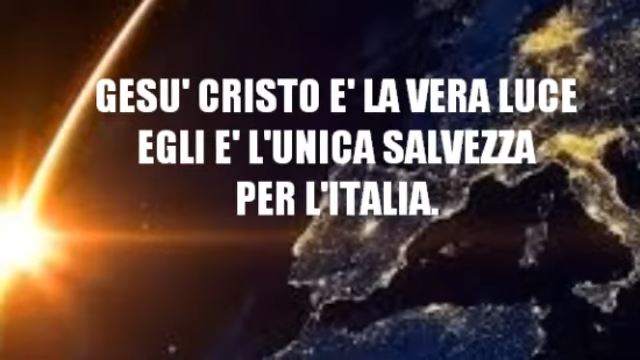 GESU' CRISTO E' LA VERA LUCE
EGLI E' L'UNICA SALVEZZA
PER L'ITALIA.